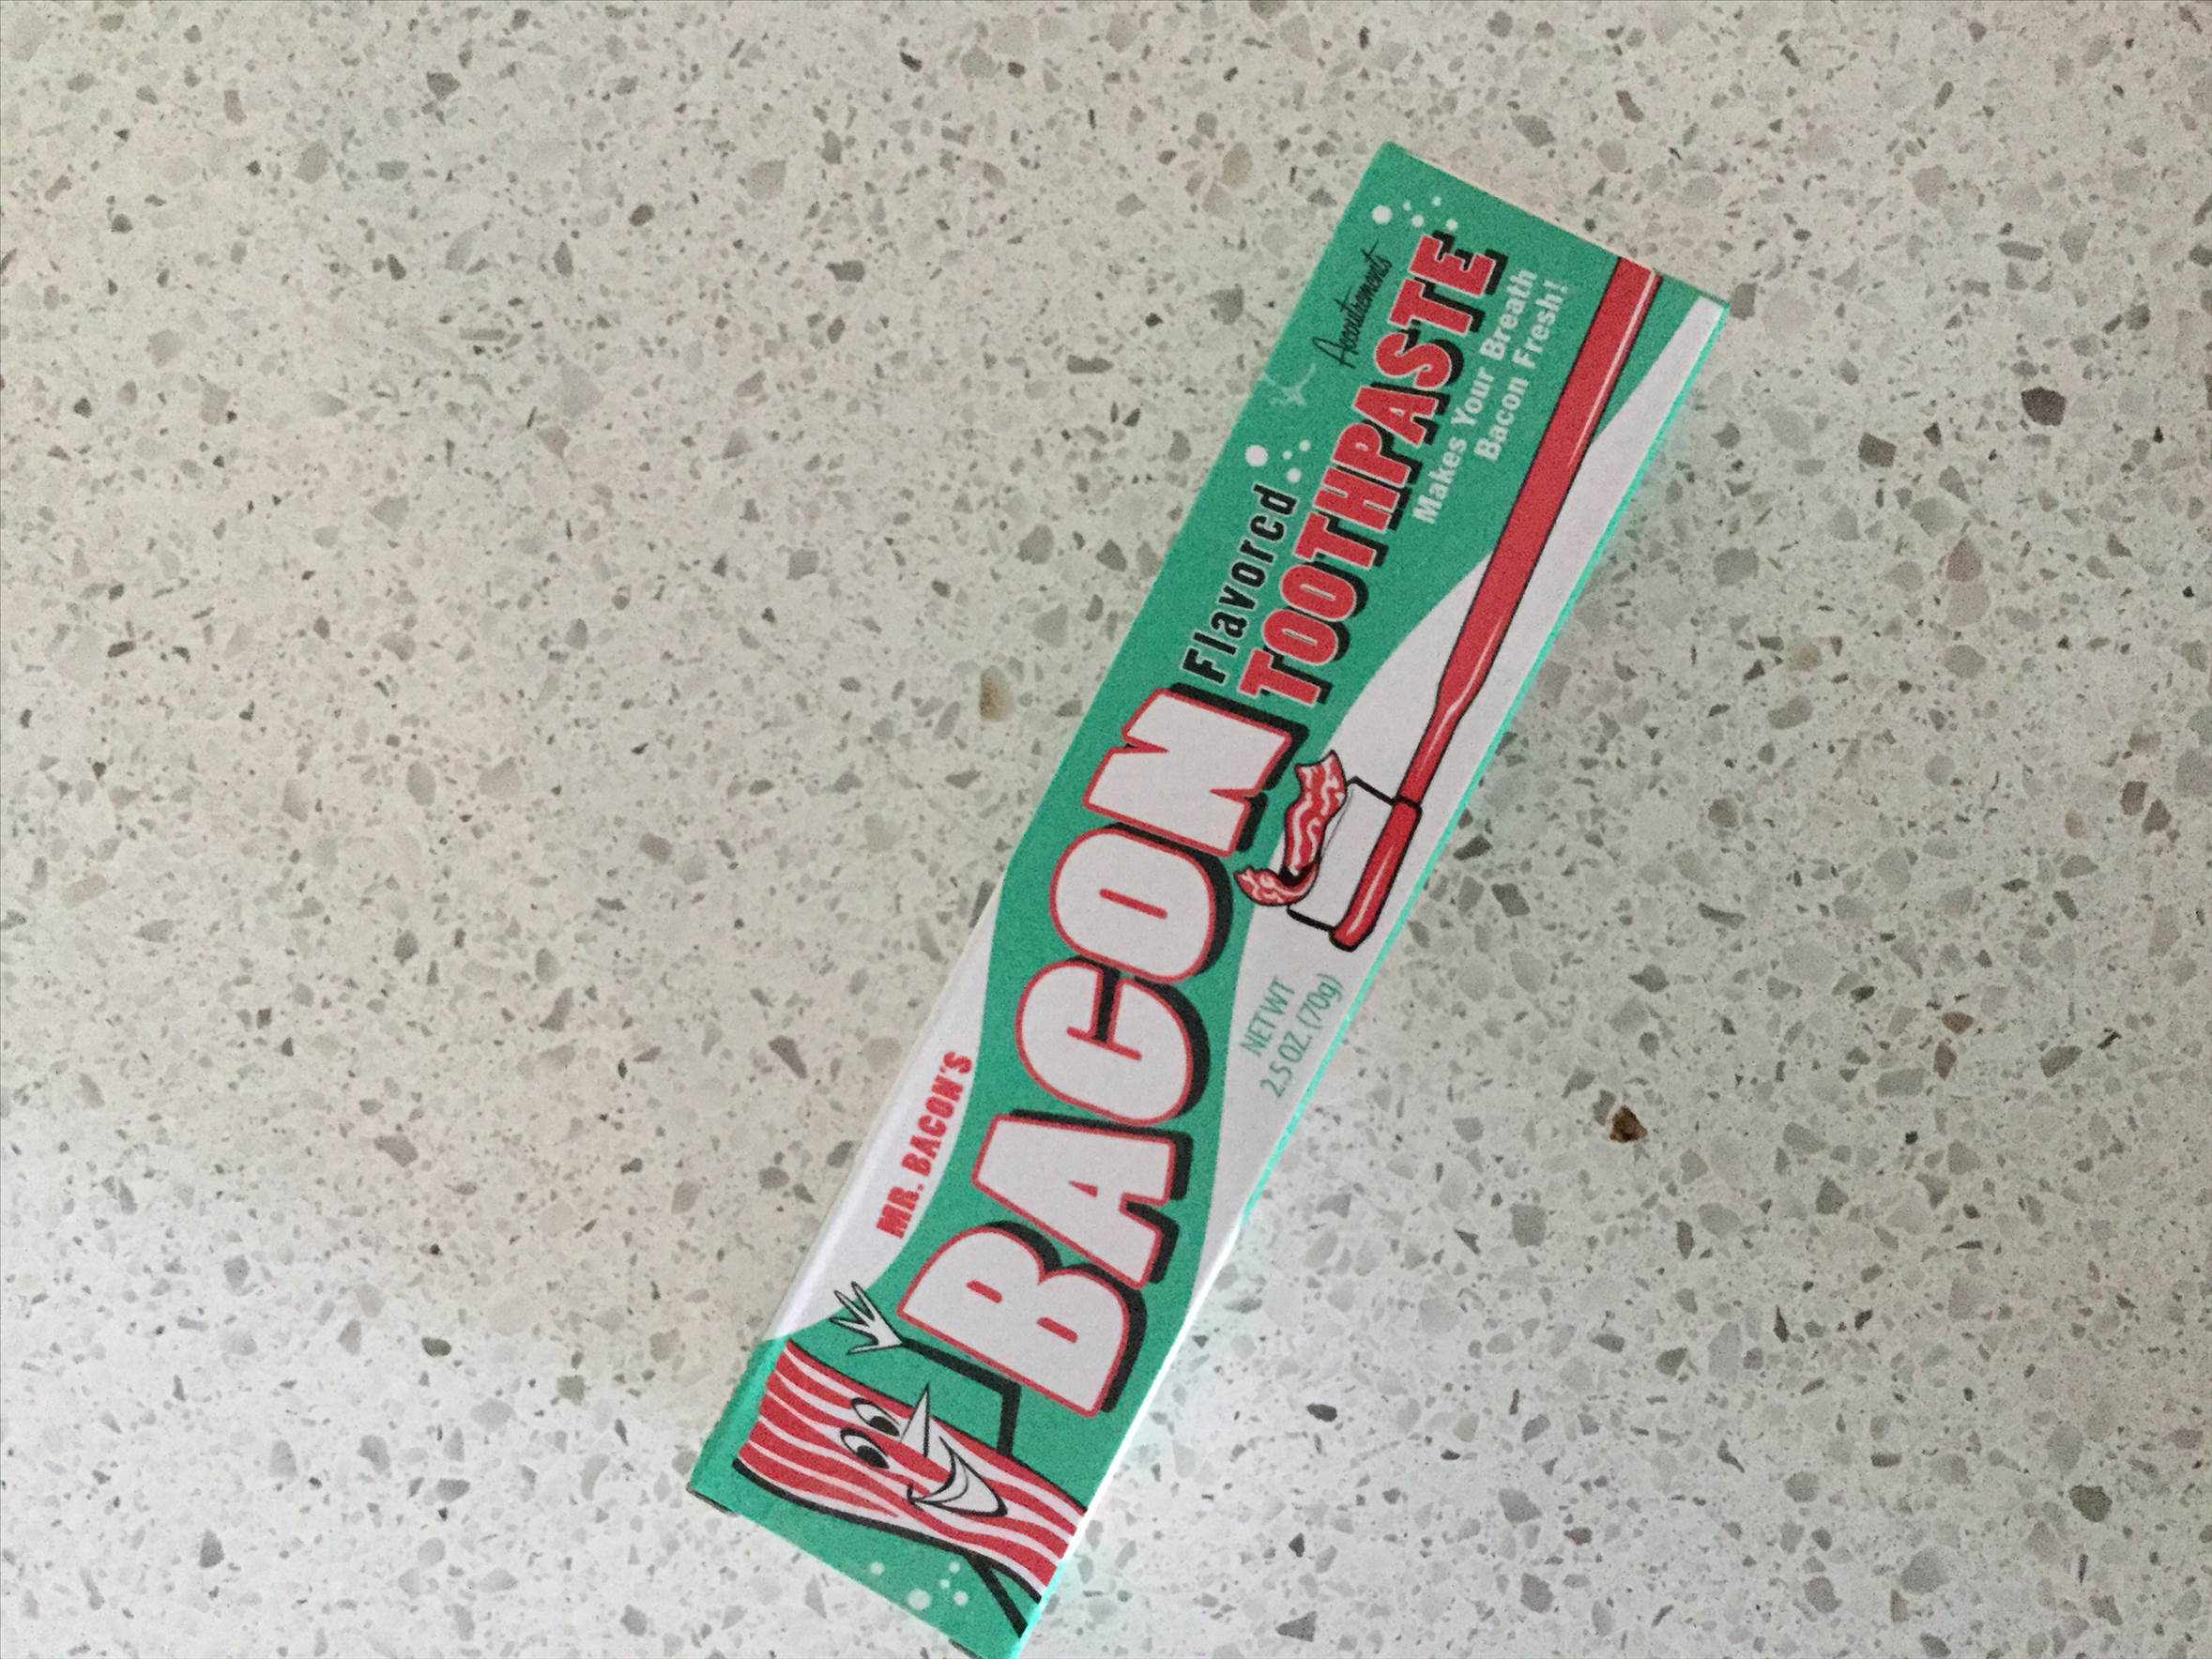 MR. BACON'S
BACON
Flavored
TOOTHPASTE
Accoutrements
Makes Your Breath
Bacon Fresh!
NET WT
2.5 OZ. (70g)